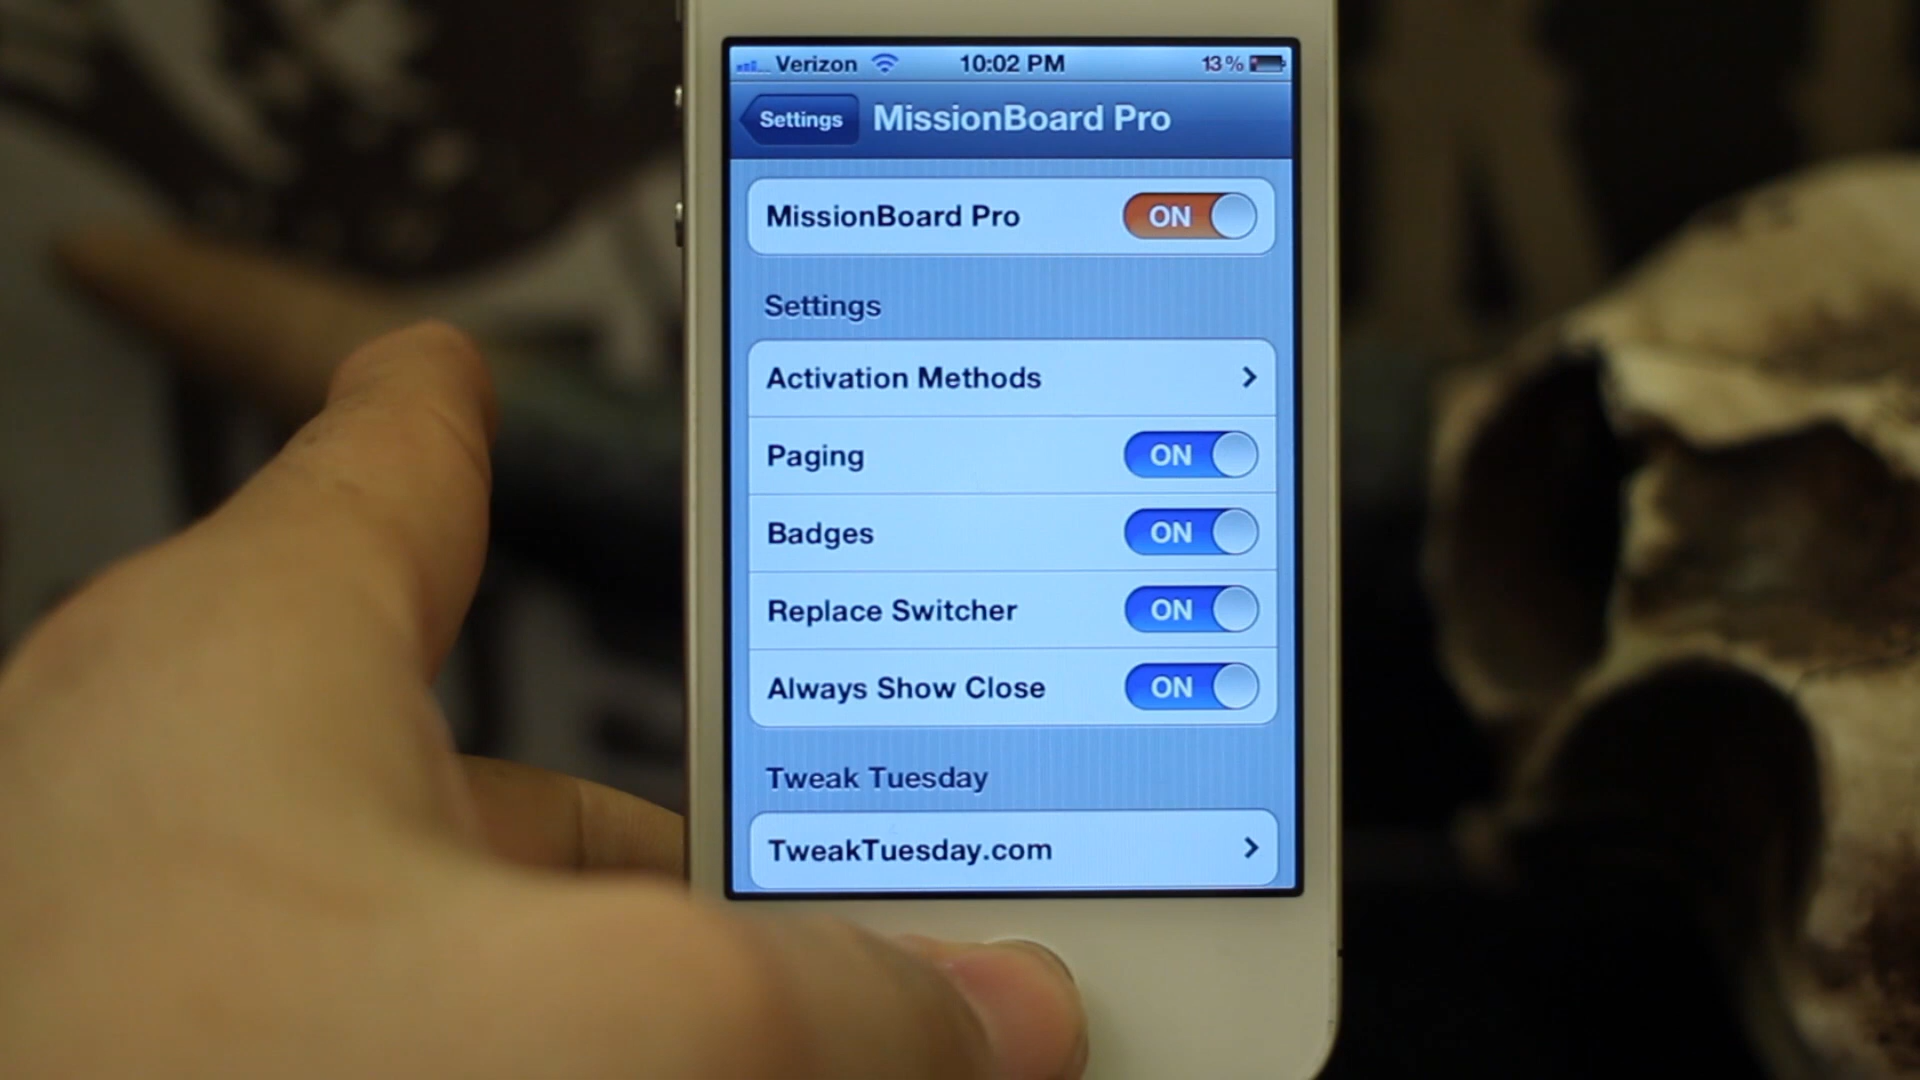 Verizon 10:02 PM 13%
Settings MissionBoard Pro
MissionBoard Pro ON
Settings
Activation Methods
Paging ON
Badges ON
Replace Switcher ON
Always Show Close ON
Tweak Tuesday
TweakTuesday.com